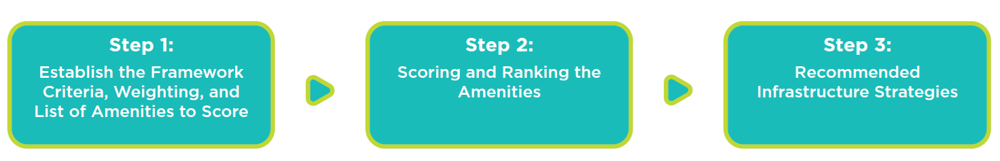 Step 1:
Establish the Framework
Criteria, Weighting, and
List of Amenities to Score
Step 2:
Scoring and Ranking the
Amenities
Step 3:
Recommended
Infrastructure Strategies